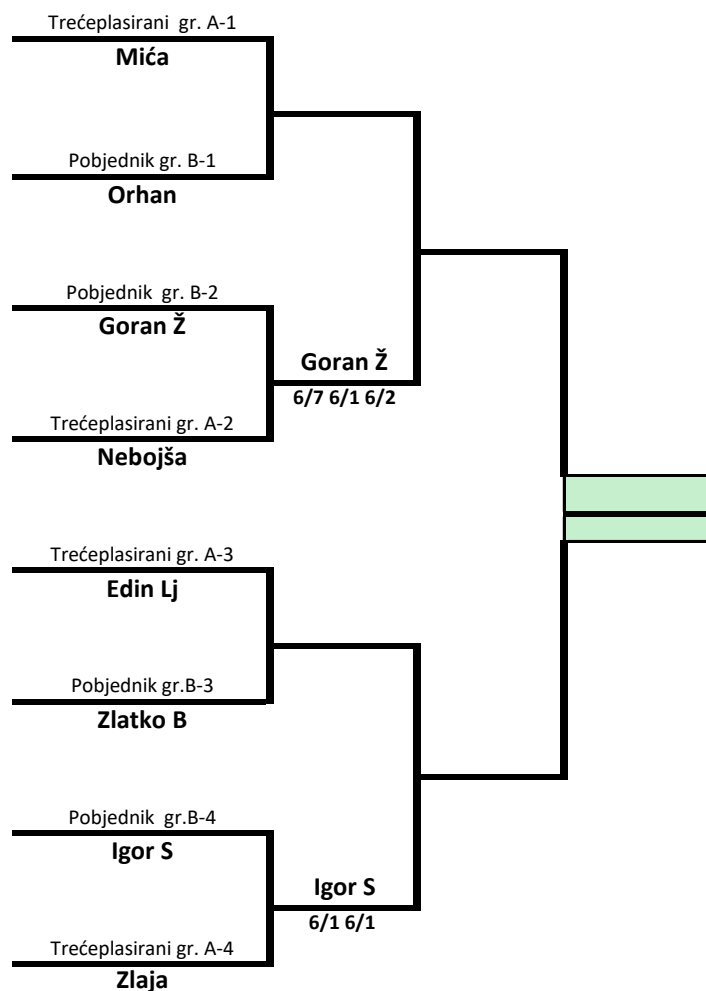 Trećeplasirani  gr. A-1
Mića
Pobjednik gr. B-1
Orhan
Pobjednik  gr. B-2
Goran Ž
Goran Ž
6/7 6/1 6/2
Trećeplasirani gr. A-2
Nebojša
Trećeplasirani gr. A-3
Edin Lj
Pobjednik gr.B-3
Zlatko B
Pobjednik  gr.B-4
Igor S
Igor S
6/1 6/1
Trećeplasirani gr. A-4
Zlaja